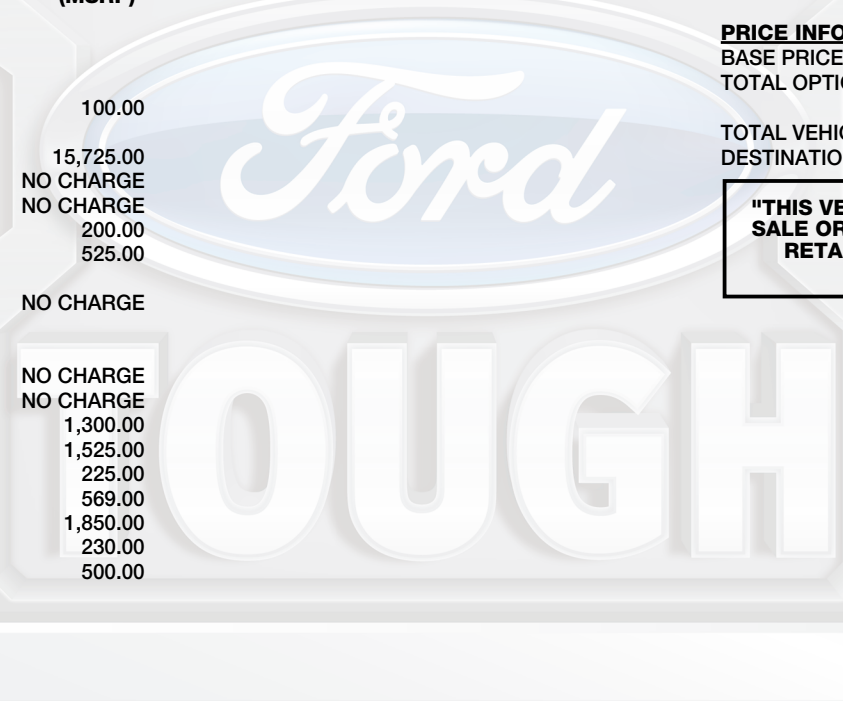 (MSRP)
100.00
15,725.00
NO CHARGE
NO CHARGE
200.00
525.00
NO CHARGE
NO CHARGE
NO CHARGE
1,300.00
1,525.00
225.00
569.00
1,850.00
230.00
500.00
PRICE INFO
BASE PRICE
TOTAL OPTIO
TOTAL VEHIC
DESTINATIO
"THIS VE
SALE OR
RETA
Ford
TOUGH